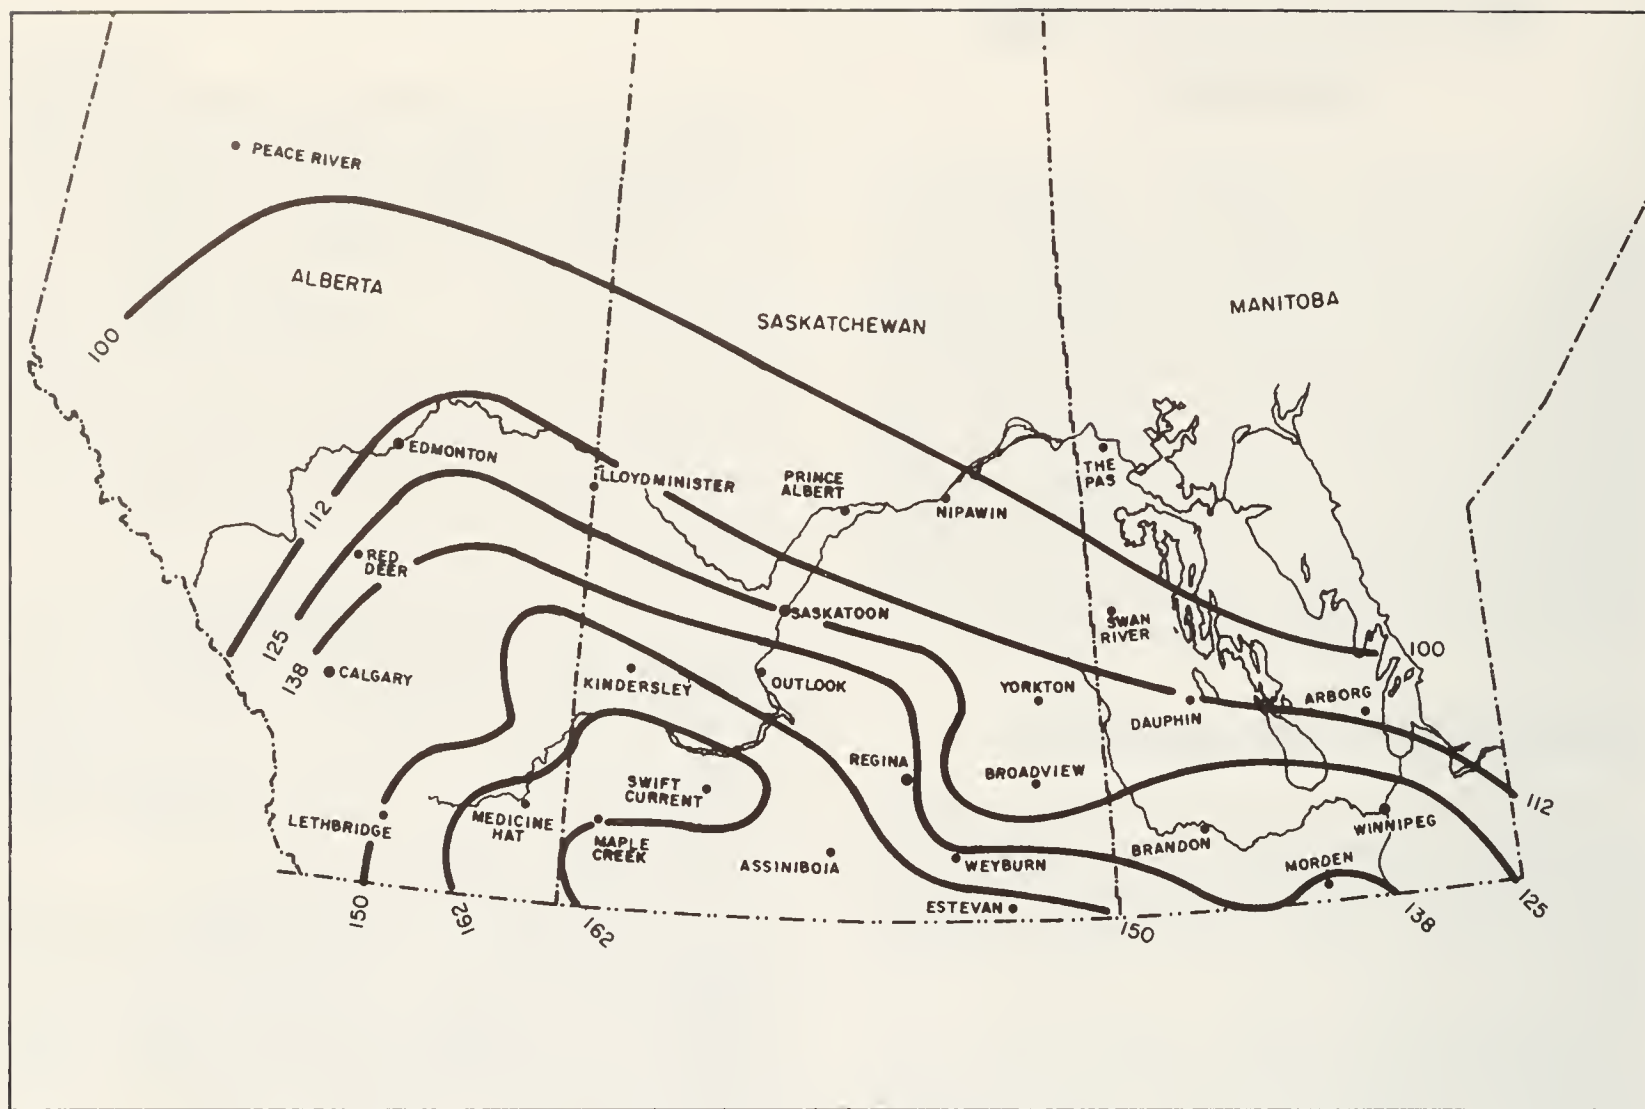 PEACE RIVER
ALBERTA
SASKATCHEWAN
MANITOBA
100
EDMONTON
LLOYDMINISTER
PRINCE
ALBERT
THE
PAS
NIPAWIN
112
RED
DEER
125
138
CALGARY
SASKATOON
SWAN
RIVER
100
KINDERSLEY
OUTLOOK
YORKTON
DAUPHIN
ARBORG
REGINA
BROADVIEW
SWIFT
CURRENT
LETHBRIDGE
MEDICINE
HAT
MAPLE
CREEK
ASSINIBOIA
WEYBURN
BRANDON
WINNIPEG
MORDEN
112
ESTEVAN
150
162
162
150
138
125